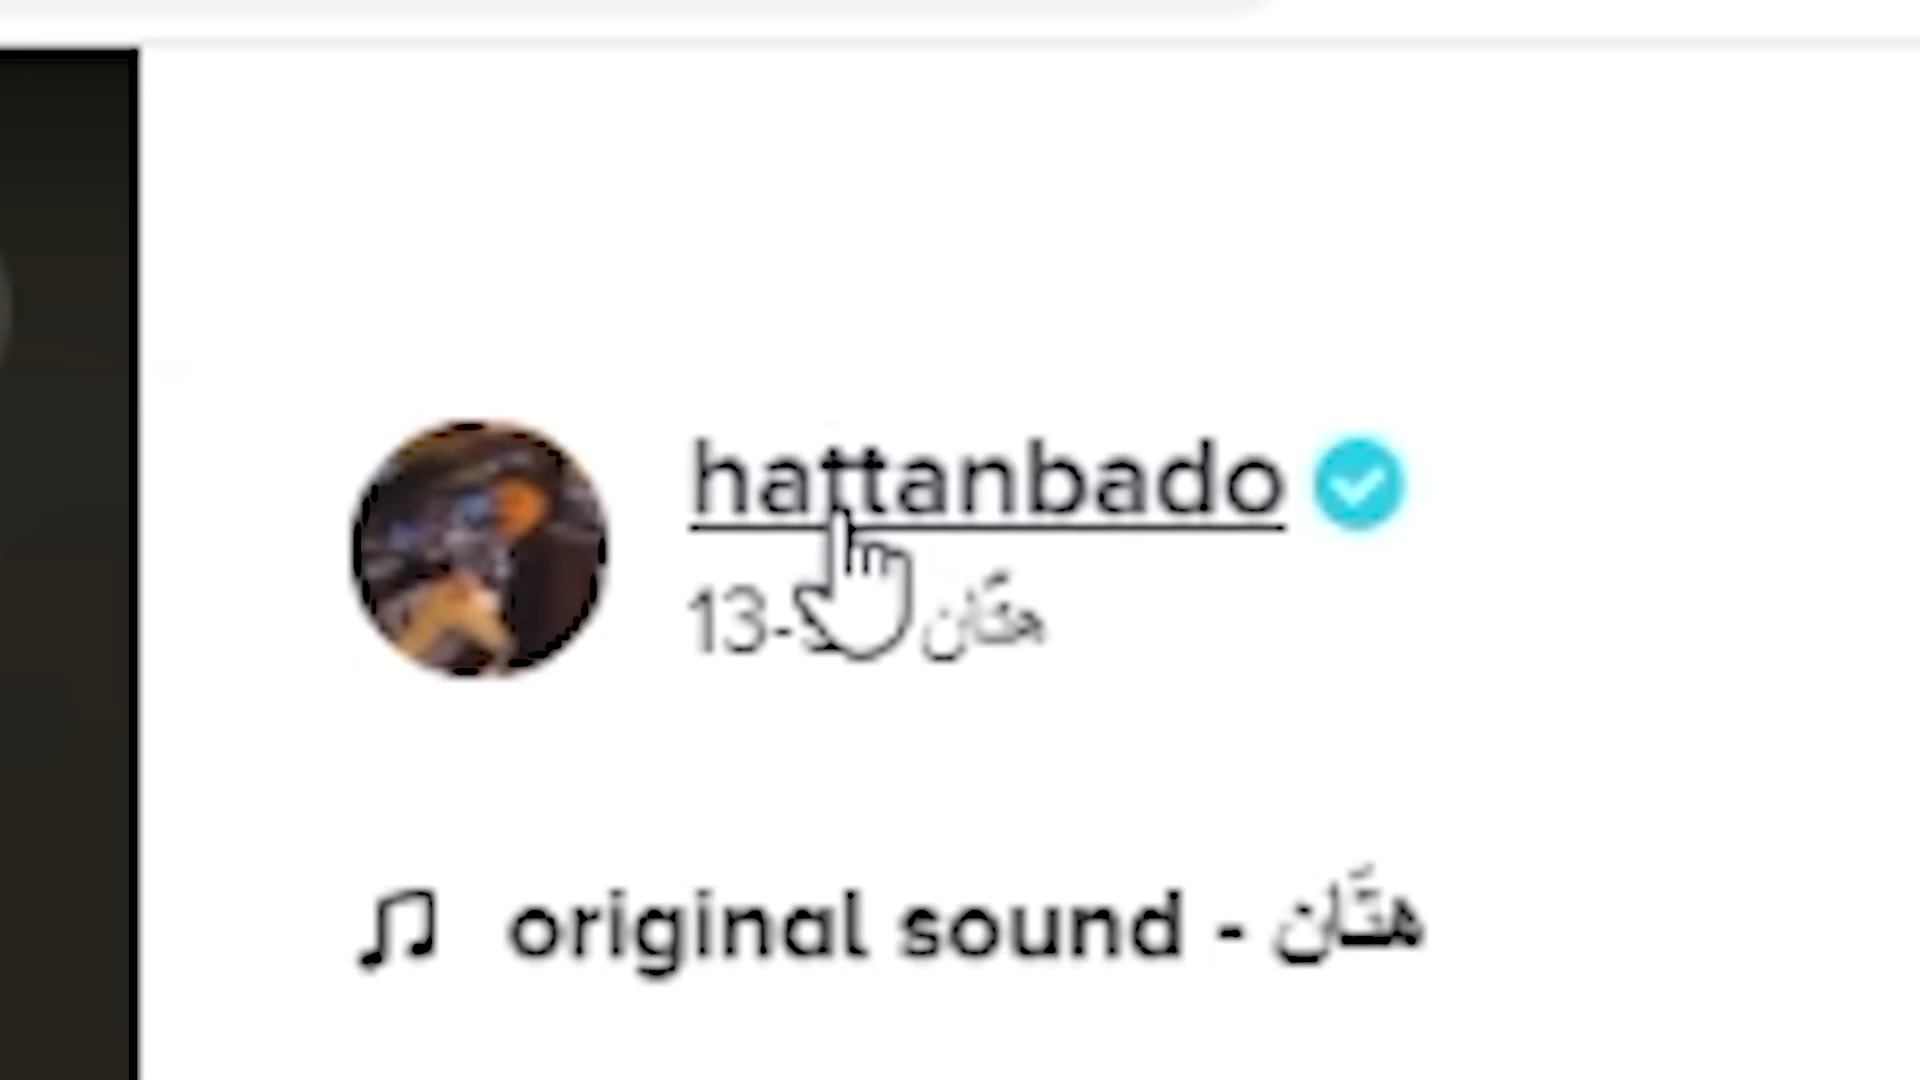 hattanbado
13- هتَّان
original sound - هتَّان